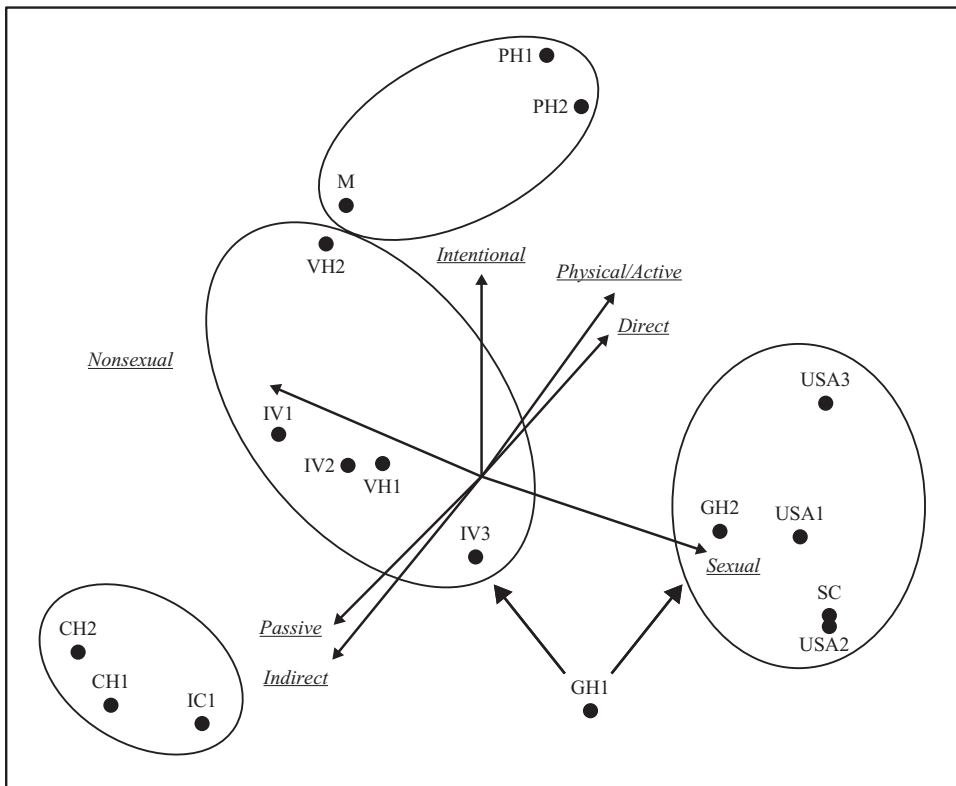 PH1
PH2
M
VH2
Intentional
Physical/Active
Direct
Nonsexual
USA3
IV1
IV2
VH1
GH2
USA1
IV3
Sexual
SC
USA2
Passive
Indirect
CH2
CH1
IC1
GH1